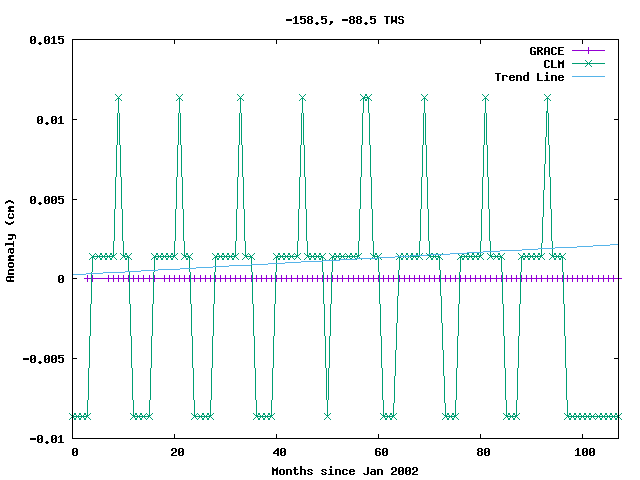 -158.5, -88.5 TWS
0.015
GRACE
CLM
Trend Line
0.01
0.005
Anomaly (cm)
0
-0.005
-0.01
0 20 40 60 80 100
Months since Jan 2002